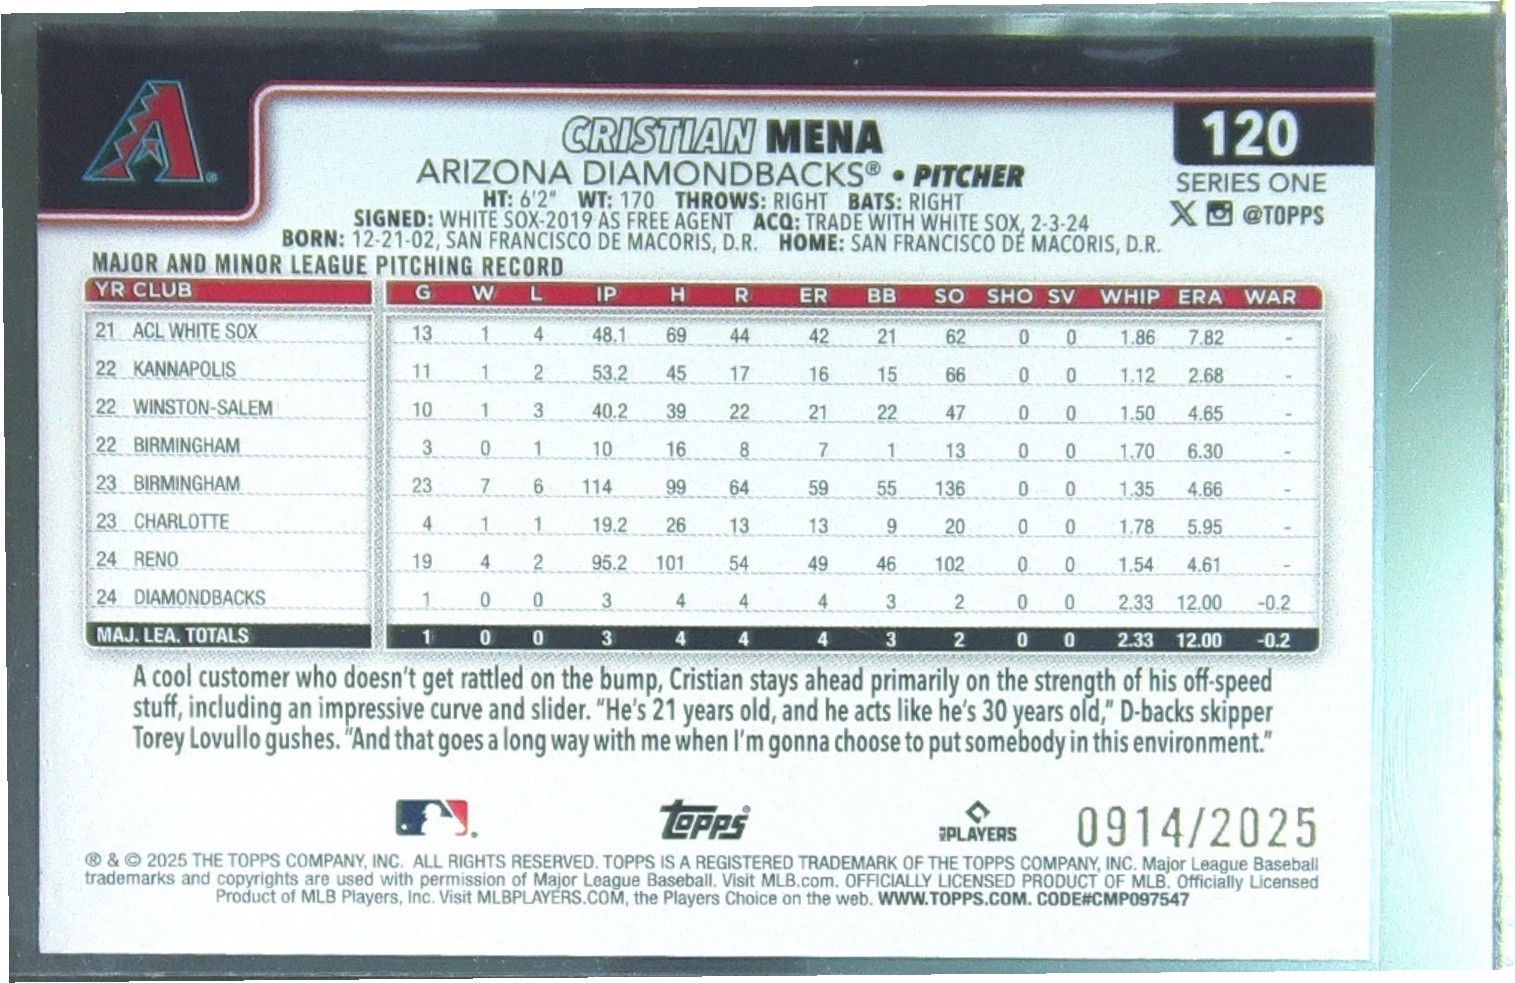 120
CRISTIAN MENA
ARIZONA DIAMONDBACKS® • PITCHER
SERIES ONE
HT: 6'2" WT: 170 THROWS: RIGHT BATS: RIGHT
@TOPPS
SIGNED: WHITE SOX-2019 AS FREE AGENT ACQ: TRADE WITH WHITE SOX, 2-3-24
BORN: 12-21-02, SAN FRANCISCO DE MACORIS, D.R. HOME: SAN FRANCISCO DE MACORIS, D.R.
MAJOR AND MINOR LEAGUE PITCHING RECORD
YR CLUB G W L IP H R ER BB SO SHO SV WHIP ERA WAR
21 ACL WHITE SOX 13 1 4 48.1 69 44 42 21 62 0 0 1.86 7.82 -
22 KANNAPOLIS 11 1 2 53.2 45 17 16 15 66 0 0 1.12 2.68 -
22 WINSTON-SALEM 10 1 3 40.2 39 22 21 22 47 0 0 1.50 4.65 -
22 BIRMINGHAM 3 0 1 10 16 8 7 1 13 0 0 1.70 6.30 -
23 BIRMINGHAM 23 7 6 114 99 64 59 55 136 0 0 1.35 4.66 -
23 CHARLOTTE 4 1 1 19.2 26 13 13 9 20 0 0 1.78 5.95 -
24 RENO 19 4 2 95.2 101 54 49 46 102 0 0 1.54 4.61 -
24 DIAMONDBACKS 1 0 0 3 4 4 4 3 2 0 0 2.33 12.00 -0.2
MAJ. LEA. TOTALS 1 0 0 3 4 4 4 3 2 0 0 2.33 12.00 -0.2
A cool customer who doesn't get rattled on the bump, Cristian stays ahead primarily on the strength of his off-speed
stuff, including an impressive curve and slider. "He's 21 years old, and he acts like he's 30 years old," D-backs skipper
Torey Lovullo gushes. "And that goes a long way with me when I'm gonna choose to put somebody in this environment."
topps PLAYERS 0914/2025
® & © 2025 THE TOPPS COMPANY, INC. ALL RIGHTS RESERVED. TOPPS IS A REGISTERED TRADEMARK OF THE TOPPS COMPANY, INC. Major League Baseball
trademarks and copyrights are used with permission of Major League Baseball. Visit MLB.com. OFFICIALLY LICENSED PRODUCT OF MLB. Officially Licensed
Product of MLB Players, Inc. Visit MLBPLAYERS.COM, the Players Choice on the web. WWW.TOPPS.COM. CODE#CMP097547